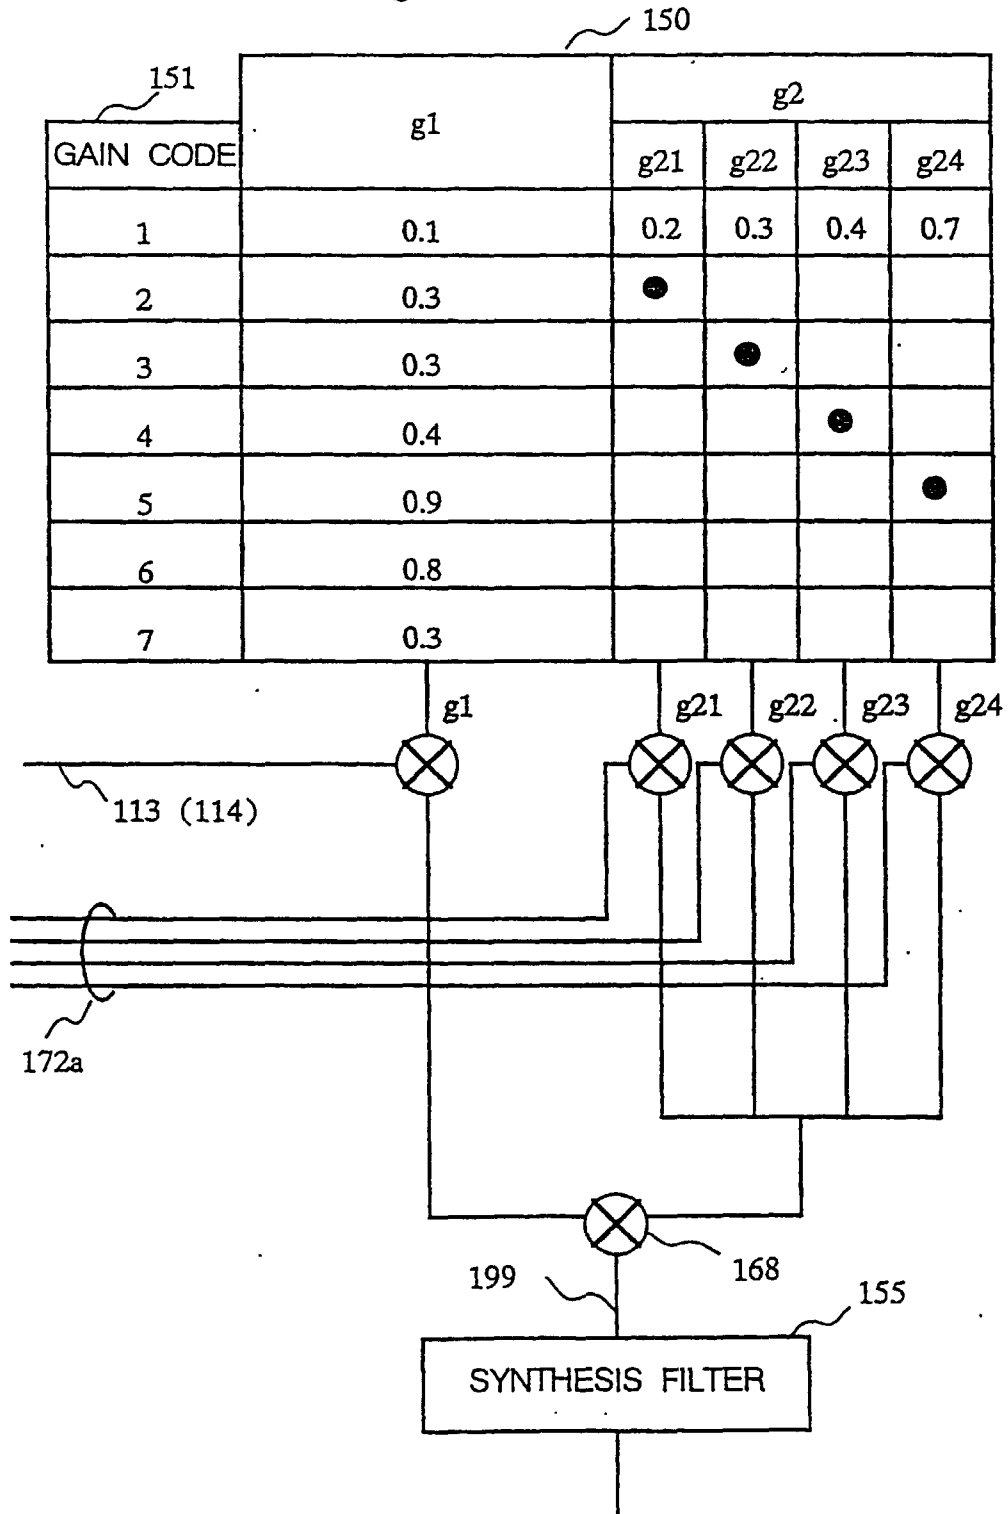 150
151
g1 g2
GAIN CODE g21 g22 g23 g24
1 0.1 0.2 0.3 0.4 0.7
2 0.3
3 0.3
4 0.4
5 0.9
6 0.8
7 0.3
g1 g21 g22 g23 g24
113 (114)
172a
168
199
155
SYNTHESIS FILTER